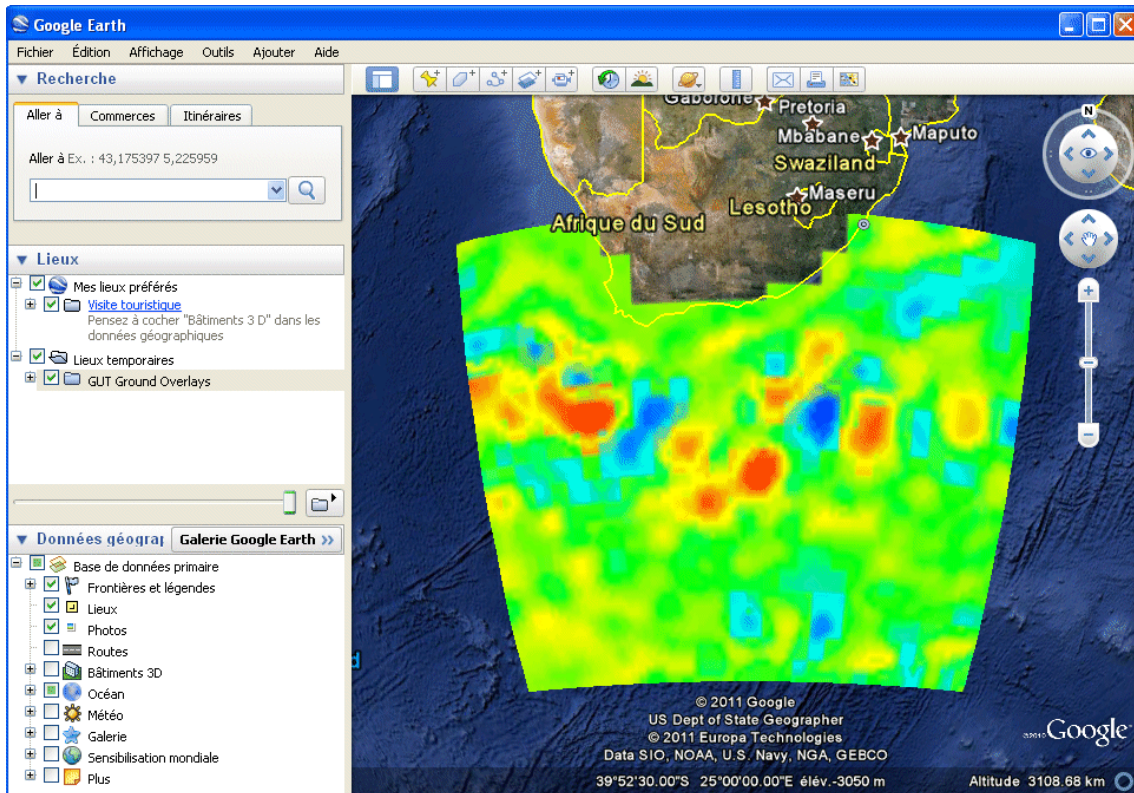 Google Earth
Fichier Édition Affichage Outils Ajouter Aide
Recherche
Aller à Commerces Itinéraires
Aller à Ex. : 43,175397 5,225959
Lieux
Mes lieux préférés
Visite touristique
Pensez à cocher "Bâtiments 3 D" dans les
données géographiques
Lieux temporaires
GUT Ground Overlays
Données géograp Galerie Google Earth >>
Base de données primaire
Frontières et légendes
Lieux
Photos
Routes
Bâtiments 3D
Océan
Météo
Galerie
Sensibilisation mondiale
Plus
Gaborone
Pretoria
Mbabane
Maputo
Swaziland
Maseru
Lesotho
Afrique du Sud
N
d
© 2011 Google
US Dept of State Geographer
© 2011 Europa Technologies
Data SIO, NOAA, U.S. Navy, NGA, GEBCO
©2010 Google
39°52'30.00"S 25°00'00.00"E élév.-3050 m
Altitude 3108.68 km